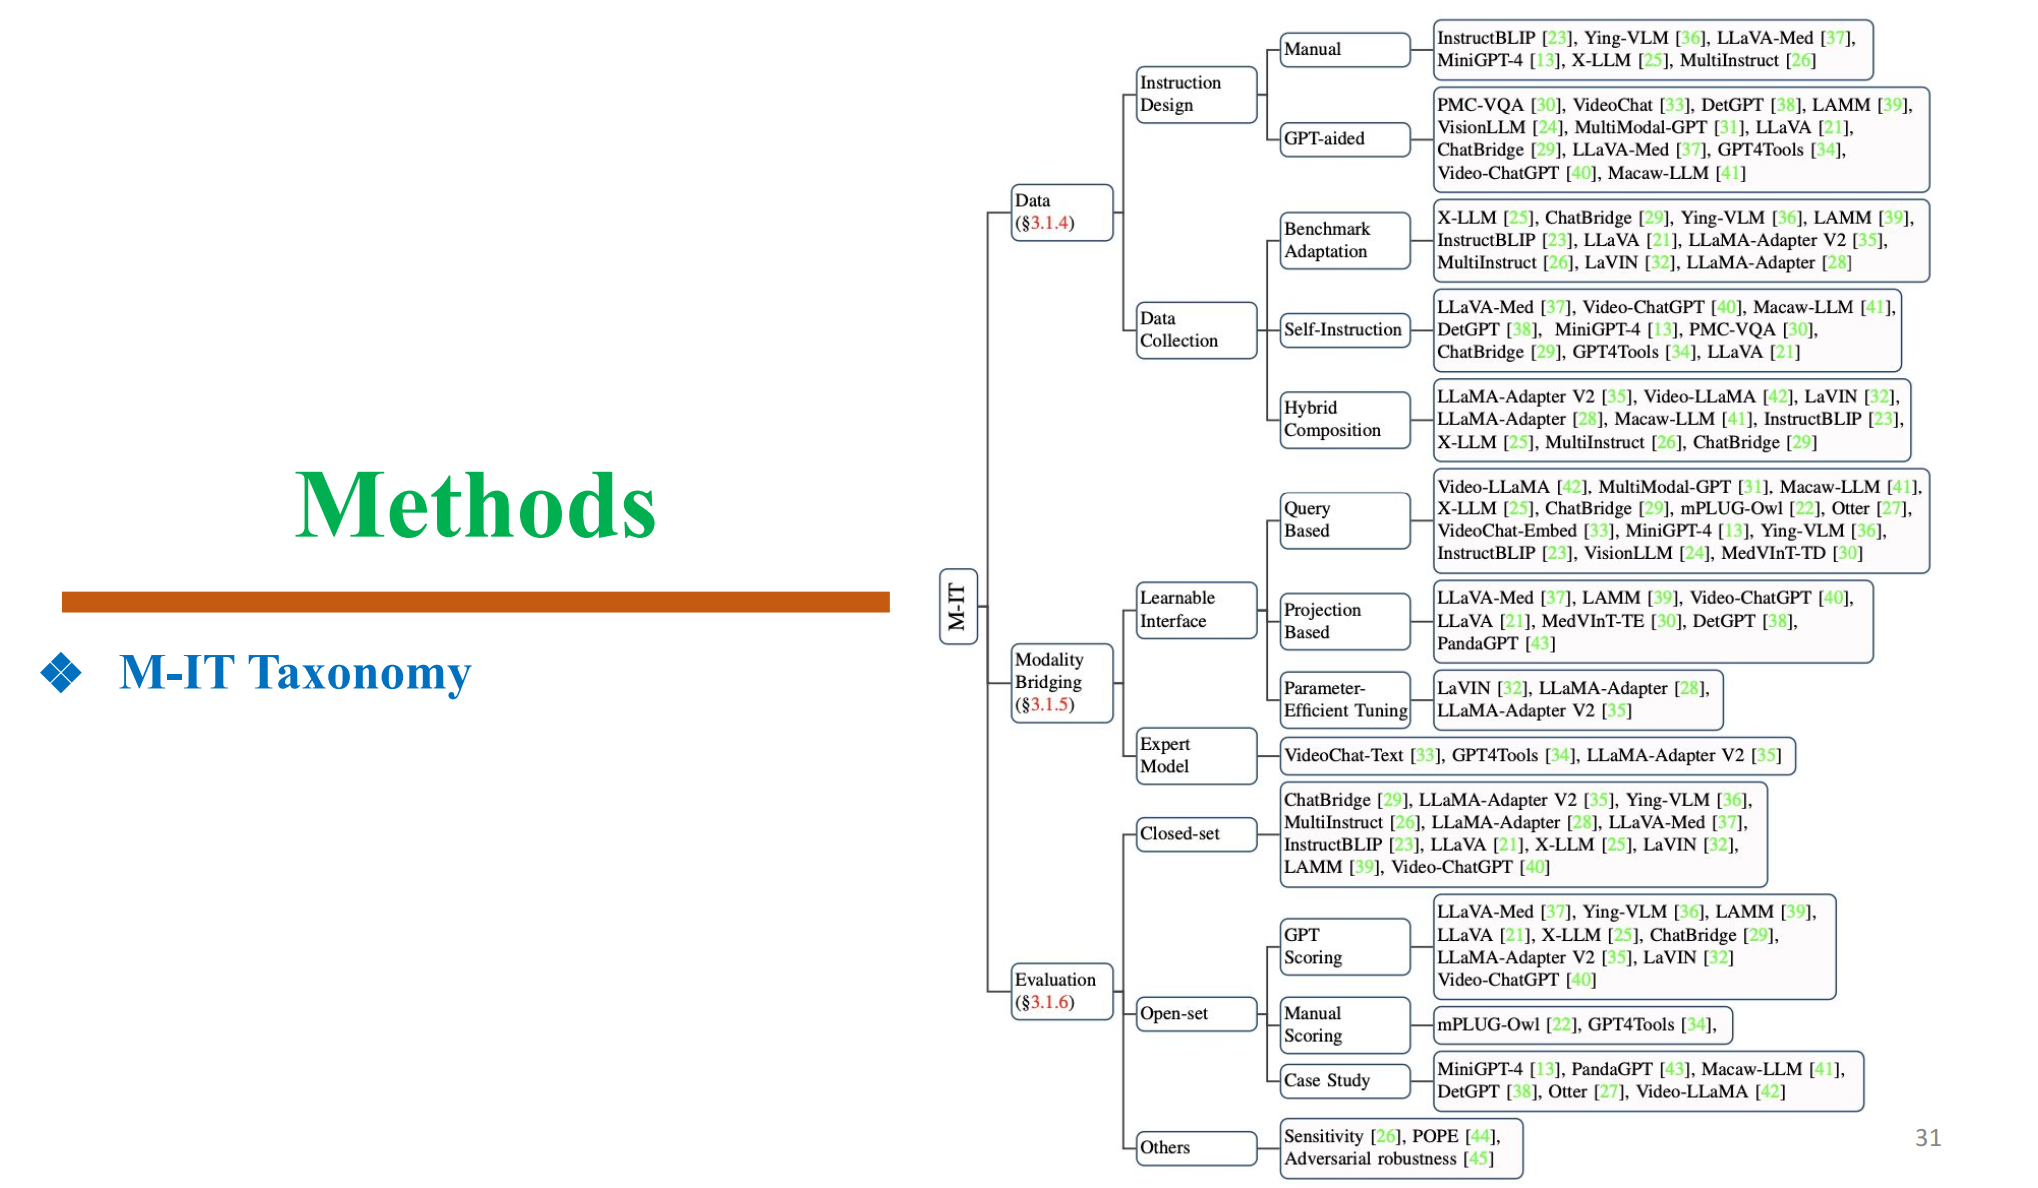 Methods
❖ M-IT Taxonomy
M-IT
Data
(§3.1.4)
Instruction
Design
Manual
InstructBLIP [23], Ying-VLM [36], LLaVA-Med [37],
MiniGPT-4 [13], X-LLM [25], MultiInstruct [26]
GPT-aided
PMC-VQA [30], VideoChat [33], DetGPT [38], LAMM [39],
VisionLLM [24], MultiModal-GPT [31], LLaVA [21],
ChatBridge [29], LLaVA-Med [37], GPT4Tools [34],
Video-ChatGPT [40], Macaw-LLM [41]
Data
Collection
Benchmark
Adaptation
X-LLM [25], ChatBridge [29], Ying-VLM [36], LAMM [39],
InstructBLIP [23], LLaVA [21], LLaMA-Adapter V2 [35],
MultiInstruct [26], LaVIN [32], LLaMA-Adapter [28]
Self-Instruction
LLaVA-Med [37], Video-ChatGPT [40], Macaw-LLM [41],
DetGPT [38], MiniGPT-4 [13], PMC-VQA [30],
ChatBridge [29], GPT4Tools [34], LLaVA [21]
Hybrid
Composition
LLaMA-Adapter V2 [35], Video-LLaMA [42], LaVIN [32],
LLaMA-Adapter [28], Macaw-LLM [41], InstructBLIP [23],
X-LLM [25], MultiInstruct [26], ChatBridge [29]
Modality
Bridging
(§3.1.5)
Learnable
Interface
Query
Based
Video-LLaMA [42], MultiModal-GPT [31], Macaw-LLM [41],
X-LLM [25], ChatBridge [29], mPLUG-Owl [22], Otter [27],
VideoChat-Embed [33], MiniGPT-4 [13], Ying-VLM [36],
InstructBLIP [23], VisionLLM [24], MedVInT-TD [30]
Projection
Based
LLaVA-Med [37], LAMM [39], Video-ChatGPT [40],
LLaVA [21], MedVInT-TE [30], DetGPT [38],
PandaGPT [43]
Parameter-
Efficient Tuning
LaVIN [32], LLaMA-Adapter [28],
LLaMA-Adapter V2 [35]
Expert
Model
VideoChat-Text [33], GPT4Tools [34], LLaMA-Adapter V2 [35]
Evaluation
(§3.1.6)
Closed-set
ChatBridge [29], LLaMA-Adapter V2 [35], Ying-VLM [36],
MultiInstruct [26], LLaMA-Adapter [28], LLaVA-Med [37],
InstructBLIP [23], LLaVA [21], X-LLM [25], LaVIN [32],
LAMM [39], Video-ChatGPT [40]
Open-set
GPT
Scoring
LLaVA-Med [37], Ying-VLM [36], LAMM [39],
LLaVA [21], X-LLM [25], ChatBridge [29],
LLaMA-Adapter V2 [35], LaVIN [32]
Video-ChatGPT [40]
Manual
Scoring
mPLUG-Owl [22], GPT4Tools [34],
Case Study
MiniGPT-4 [13], PandaGPT [43], Macaw-LLM [41],
DetGPT [38], Otter [27], Video-LLaMA [42]
Others
Sensitivity [26], POPE [44],
Adversarial robustness [45]
31